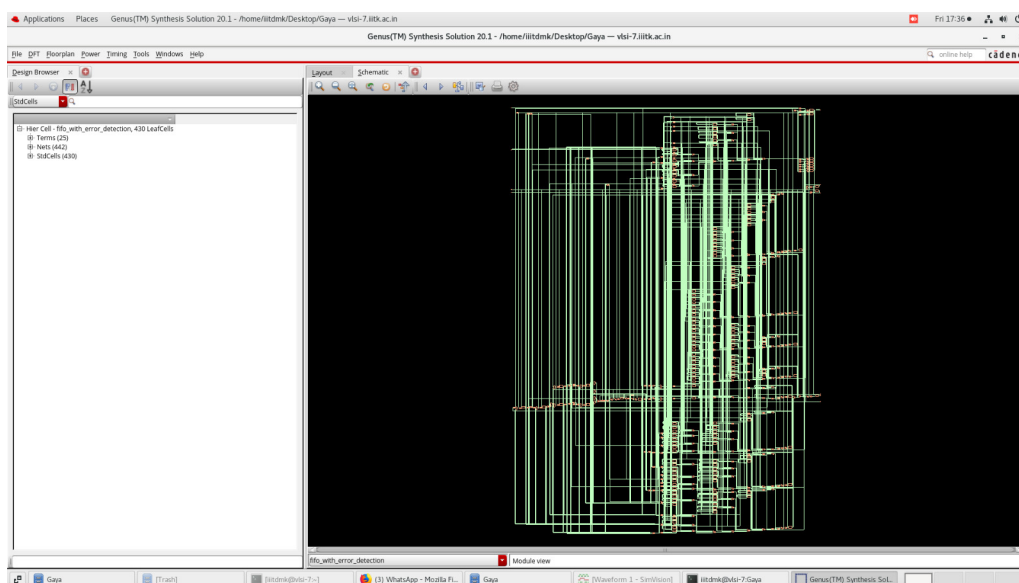 Applications Places Genus(TM) Synthesis Solution 20.1 - /home/iiitdmk/Desktop/Gaya — vlsi-7.iiitk.ac.in Fri 17:36
Genus(TM) Synthesis Solution 20.1 - /home/iiitdmk/Desktop/Gaya — vlsi-7.iiitk.ac.in
File DFT Floorplan Power Timing Tools Windows Help online help cādenc
Design Browser Layout Schematic
StdCells
Hier Cell - fifo_with_error_detection, 430 LeafCells
Terms (25)
Nets (442)
StdCells (430)
fifo_with_error_detection Module view
Gaya [Trash] [iiitdmk@vlsi-7:~] (3) WhatsApp - Mozilla Fi... Gaya [Waveform 1 - SimVision] iiitdmk@vlsi-7:Gaya Genus(TM) Synthesis Sol...